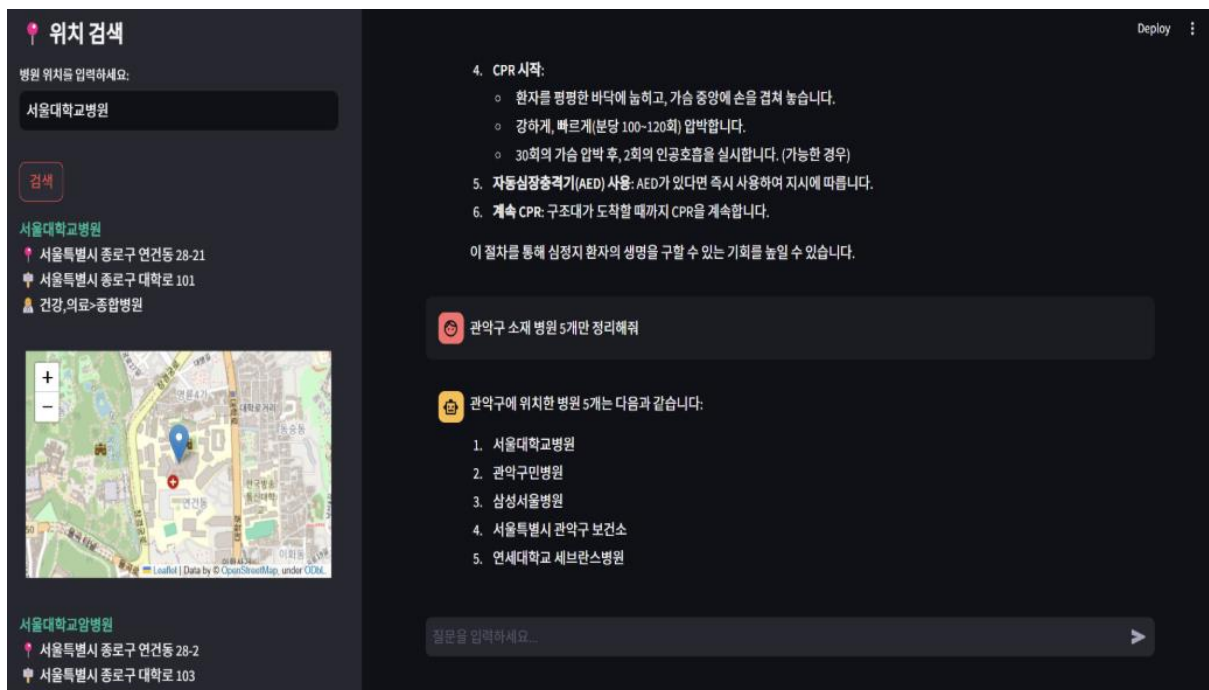 위치 검색
병원 위치를 입력하세요:
서울대학교병원
검색
서울대학교병원
서울특별시 종로구 연건동 28-21
서울특별시 종로구 대학로 101
건강,의료>종합병원
+
−
명륜4가
대학로거리
동숭동
연건동
이화동
Leaflet | Data by © OpenStreetMap, under ODbL.
서울대학교암병원
서울특별시 종로구 연건동 28-2
서울특별시 종로구 대학로 103
Deploy
4. CPR 시작:
환자를 평평한 바닥에 눕히고, 가슴 중앙에 손을 겹쳐 놓습니다.
강하게, 빠르게(분당 100~120회) 압박합니다.
30회의 가슴 압박 후, 2회의 인공호흡을 실시합니다. (가능한 경우)
5. 자동심장충격기(AED) 사용: AED가 있다면 즉시 사용하여 지시에 따릅니다.
6. 계속 CPR: 구조대가 도착할 때까지 CPR을 계속합니다.
이 절차를 통해 심정지 환자의 생명을 구할 수 있는 기회를 높일 수 있습니다.
관악구 소재 병원 5개만 정리해줘
관악구에 위치한 병원 5개는 다음과 같습니다:
1. 서울대학교병원
2. 관악구민병원
3. 삼성서울병원
4. 서울특별시 관악구 보건소
5. 연세대학교 세브란스병원
질문을 입력하세요...